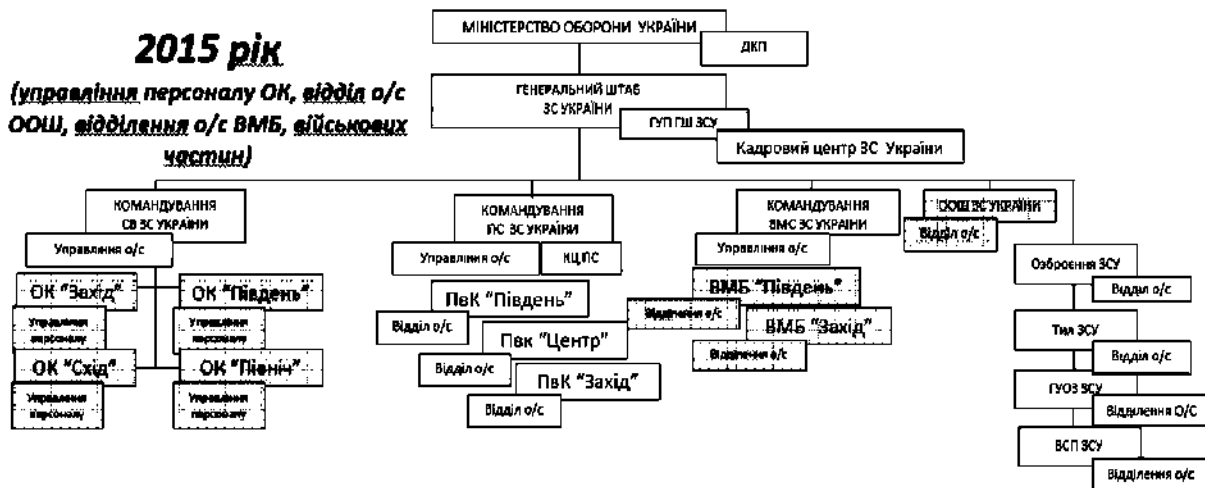 МІНІСТЕРСТВО ОБОРОНИ УКРАЇНИ
ДКП
2015 рік
(управління персоналу ОК, відділ о/с
ООШ, відділення о/с ВМБ, військових
частин)
ГЕНЕРАЛЬНИЙ ШТАБ
ЗС УКРАЇНИ
ГУП ГШ ЗСУ
Кадровий центр ЗС України
КОМАНДУВАННЯ
СВ ЗС УКРАЇНИ
Управління о/с
ОК "Захід"
Управління
персоналу
ОК "Південь"
Управління
персоналу
ОК "Схід"
Управління
персоналу
ОК "Північ"
Управління
персоналу
КОМАНДУВАННЯ
ПС ЗС УКРАЇНИ
Управління о/с
КЦ ПС
ПвК "Південь"
Відділ о/с
Пвк "Центр"
Відділ о/с
ПвК "Захід"
Відділ о/с
КОМАНДУВАННЯ
ВМС ЗС УКРАЇНИ
Управління о/с
ВМБ "Південь"
Відділення о/с
ВМБ "Захід"
Відділення о/с
ООШ ЗС УКРАЇНИ
Відділ о/с
Озброєння ЗСУ
Відділ о/с
Тил ЗСУ
Відділ о/с
ГУОЗ ЗСУ
Відділення О/С
ВСП ЗСУ
Відділення о/с